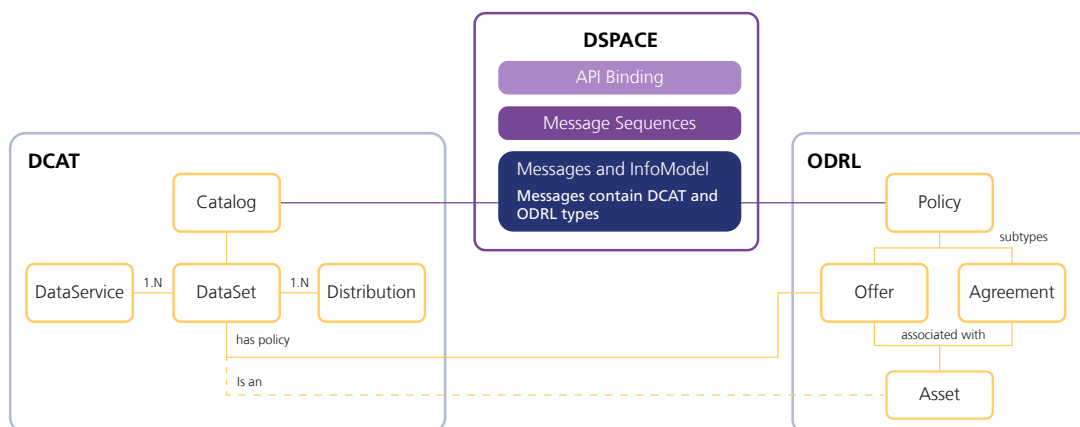 DSPACE
API Binding
Message Sequences
Messages and InfoModel
Messages contain DCAT and
ODRL types
DCAT
Catalog
DataService
1.N
DataSet
1.N
Distribution
has policy
Is an
ODRL
Policy
subtypes
Offer
Agreement
associated with
Asset